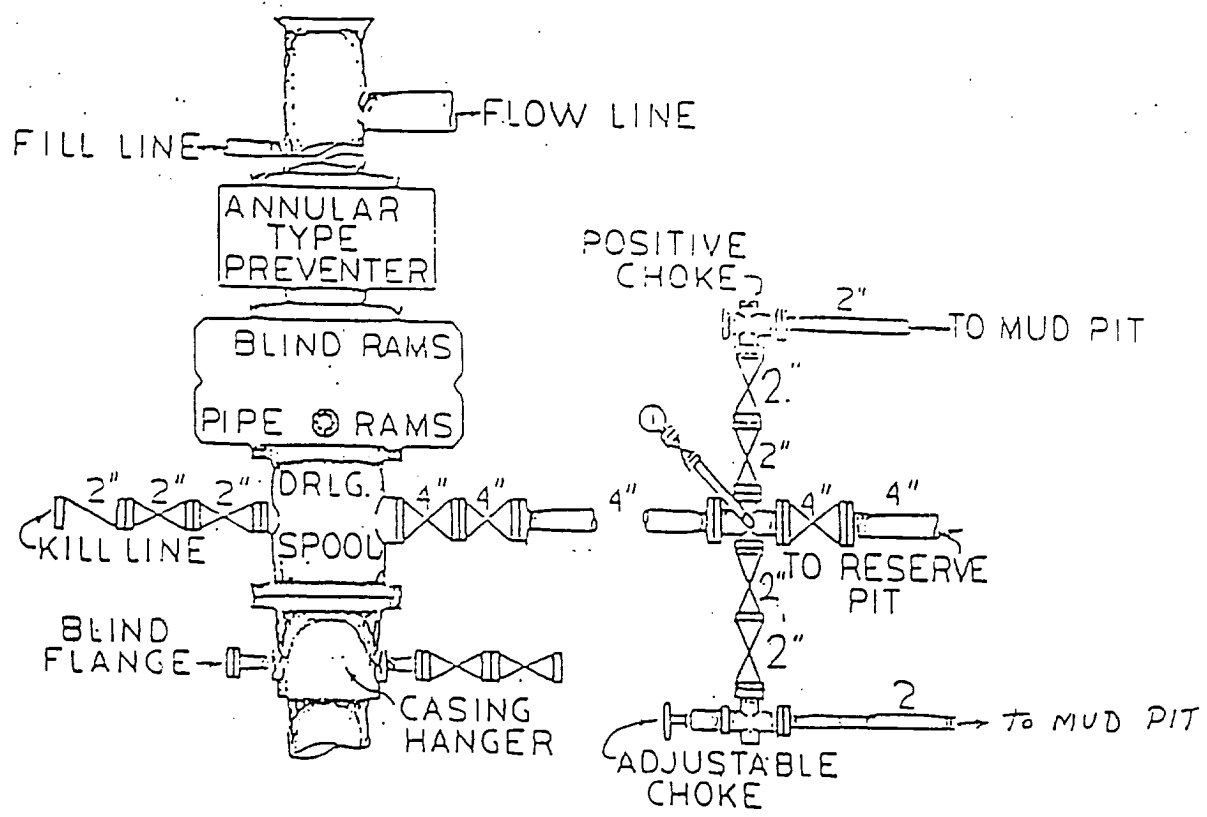 FLOW LINE
FILL LINE
ANNULAR
TYPE
PREVENTER
BLIND RAMS
PIPE RAMS
2" 2" 2"
DRLG.
SPOOL
4" 4"
KILL LINE
BLIND
FLANGE
CASING
HANGER
POSITIVE
CHOKE
2"
TO MUD PIT
2"
2"
4"
4"
4"
TO RESERVE
PIT
2"
2"
2
TO MUD PIT
ADJUSTABLE
CHOKE